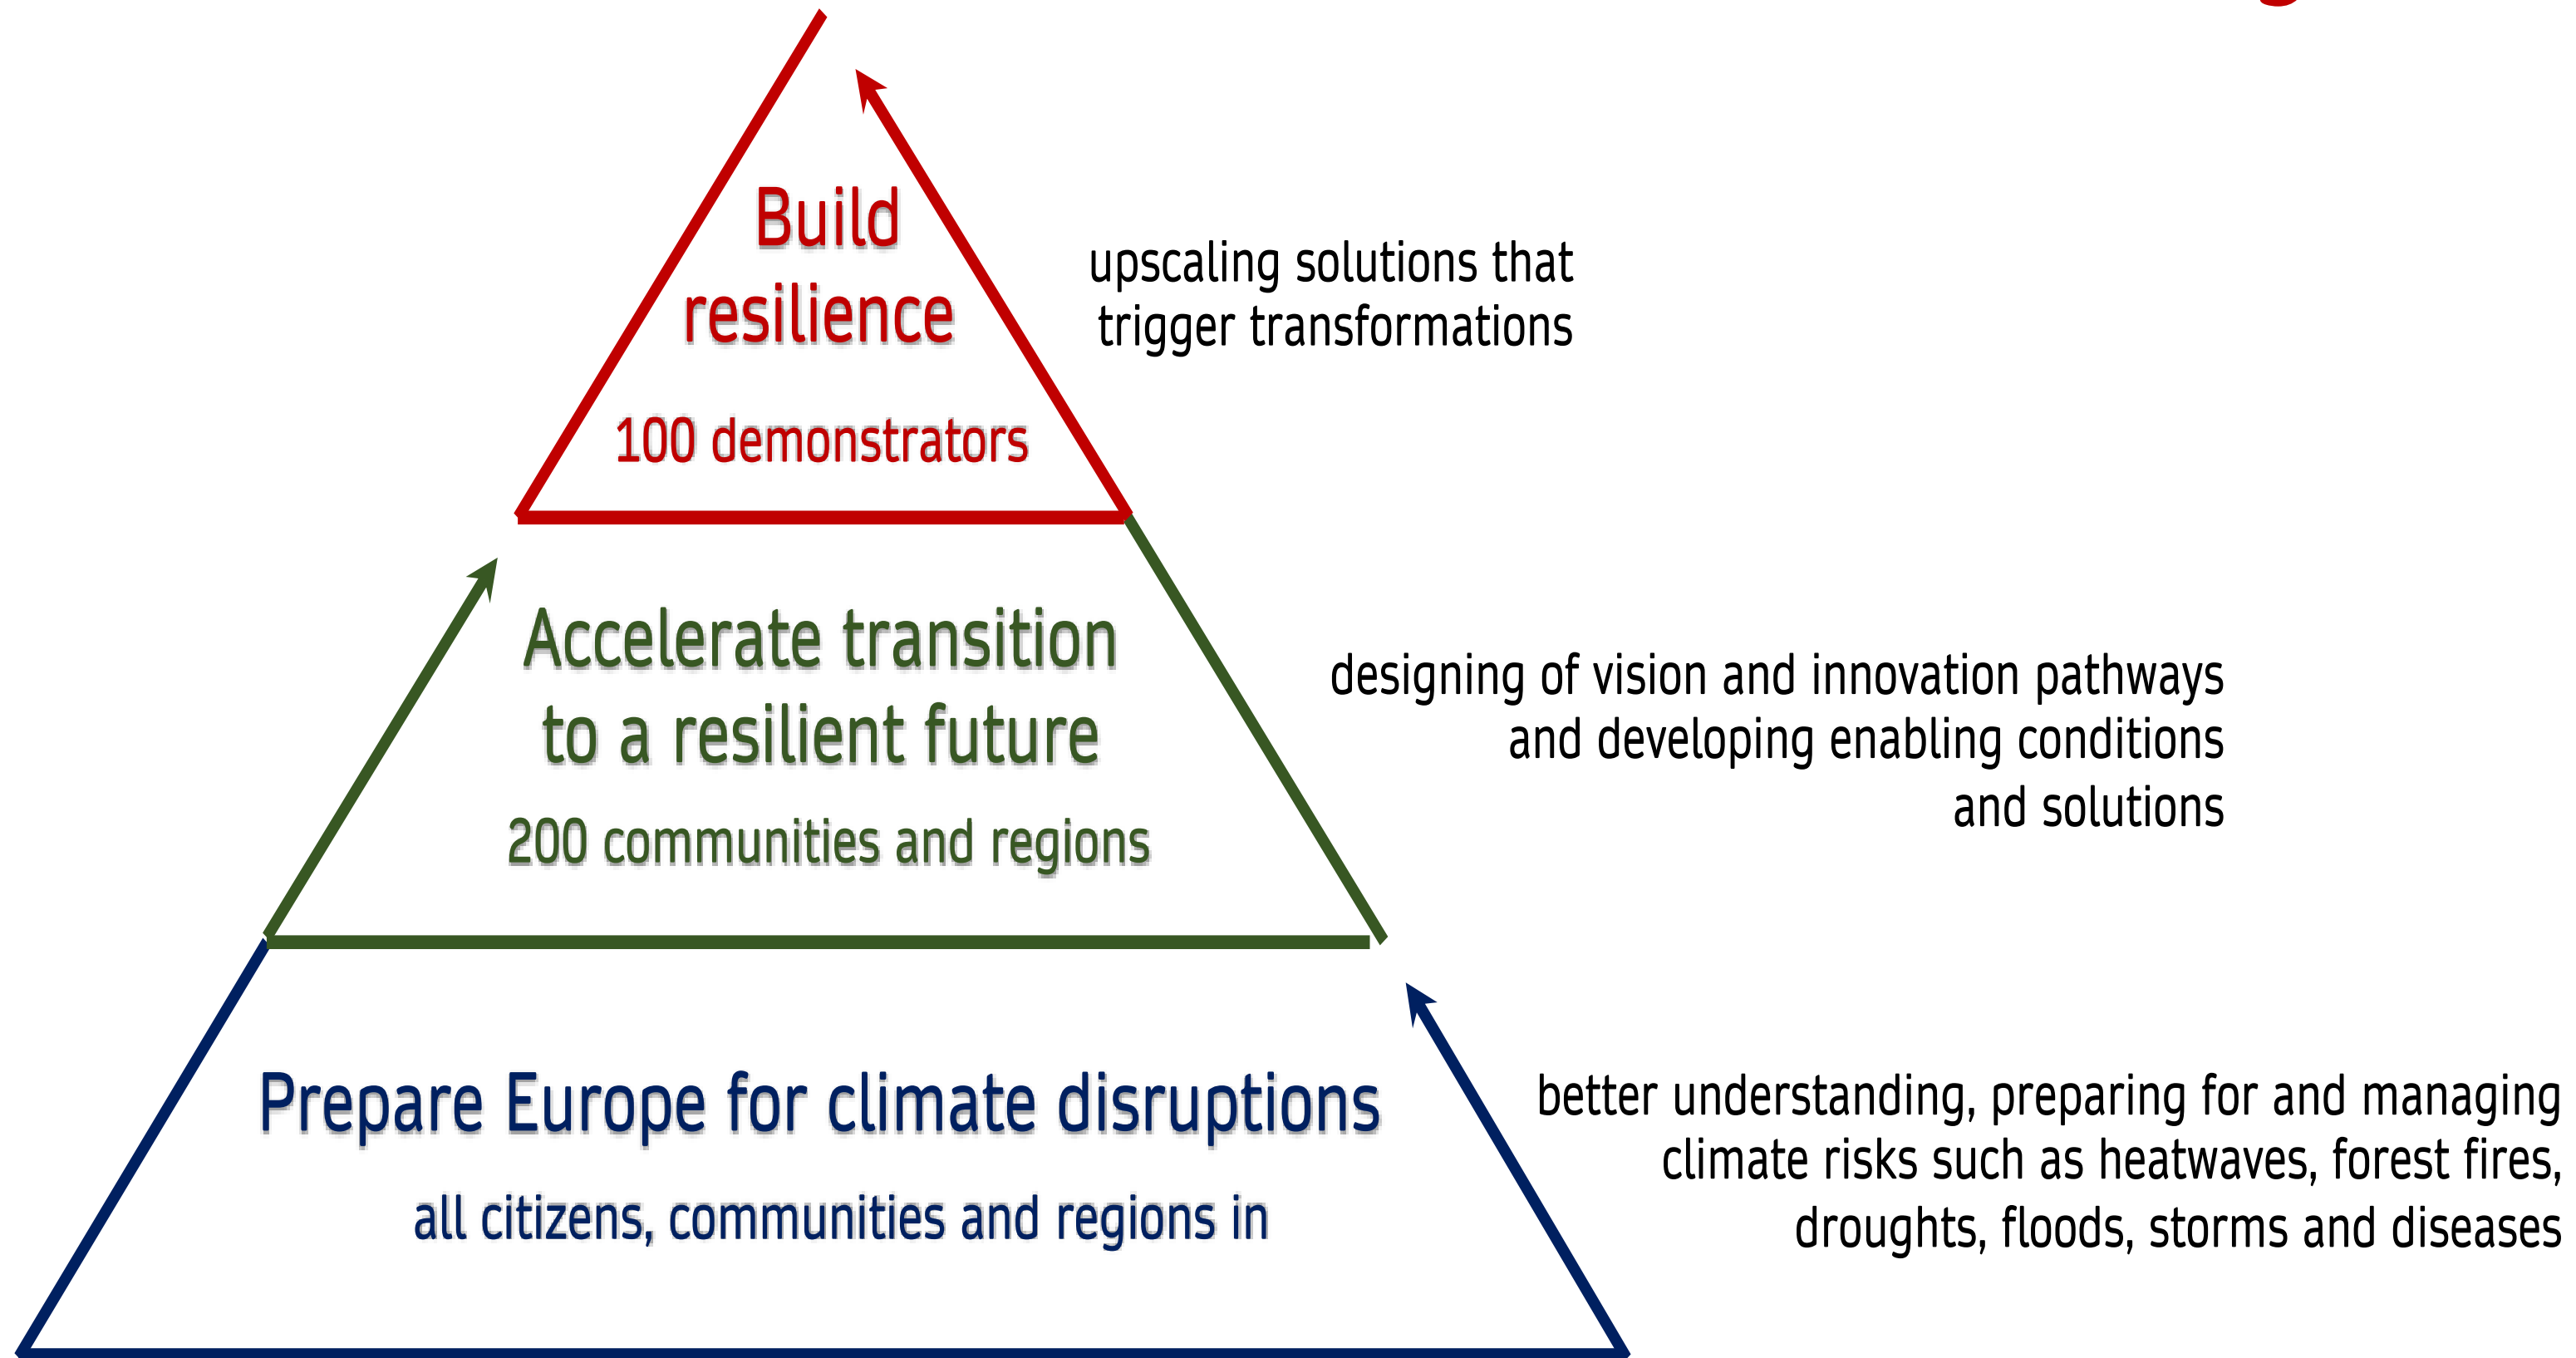 Build
resilience
100 demonstrators
upscaling solutions that
trigger transformations
Accelerate transition
to a resilient future
200 communities and regions
designing of vision and innovation pathways
and developing enabling conditions
and solutions
Prepare Europe for climate disruptions
all citizens, communities and regions in
better understanding, preparing for and managing
climate risks such as heatwaves, forest fires,
droughts, floods, storms and diseases